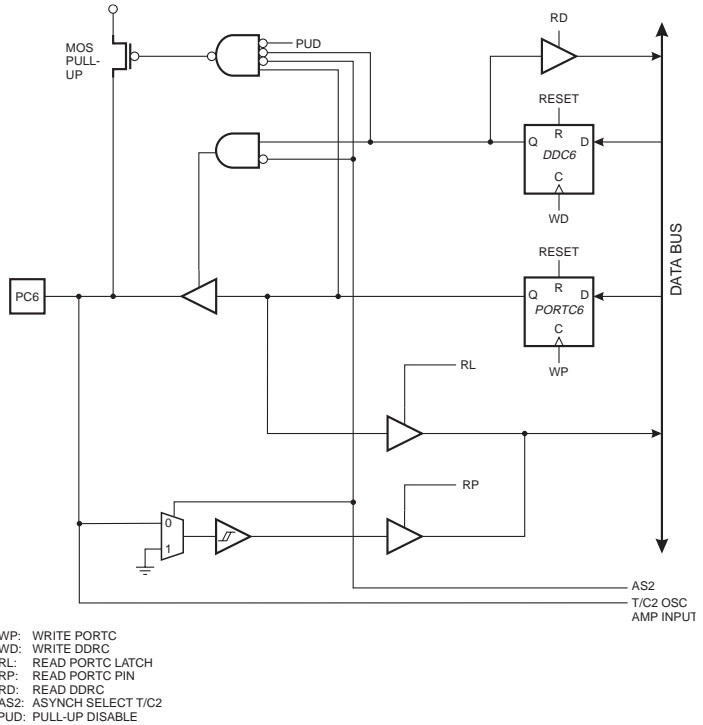 RD
MOS
PULL-
UP
PUD
RESET
R
Q
D
DDC6
C
WD
DATA BUS
RESET
R
PC6
Q
D
PORTC6
C
WP
RL
RP
0
1
AS2
T/C2 OSC
AMP INPUT
WP: WRITE PORTC
WD: WRITE DDRC
RL: READ PORTC LATCH
RP: READ PORTC PIN
RD: READ DDRC
AS2: ASYNCH SELECT T/C2
PUD: PULL-UP DISABLE